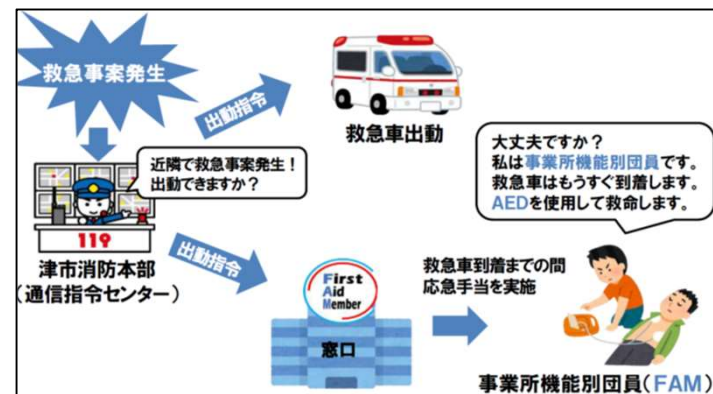 救急事案発生
出動指令
救急車出動
近隣で救急事案発生!
出動できますか?
119
津市消防本部
(通信指令センター)
出動指令
First
Aid
Member
窓口
救急車到着までの間
応急手当を実施
大丈夫ですか?
私は事業所機能別団員です。
救急車はもうすぐ到着します。
AEDを使用して救命します。
事業所機能別団員(FAM)